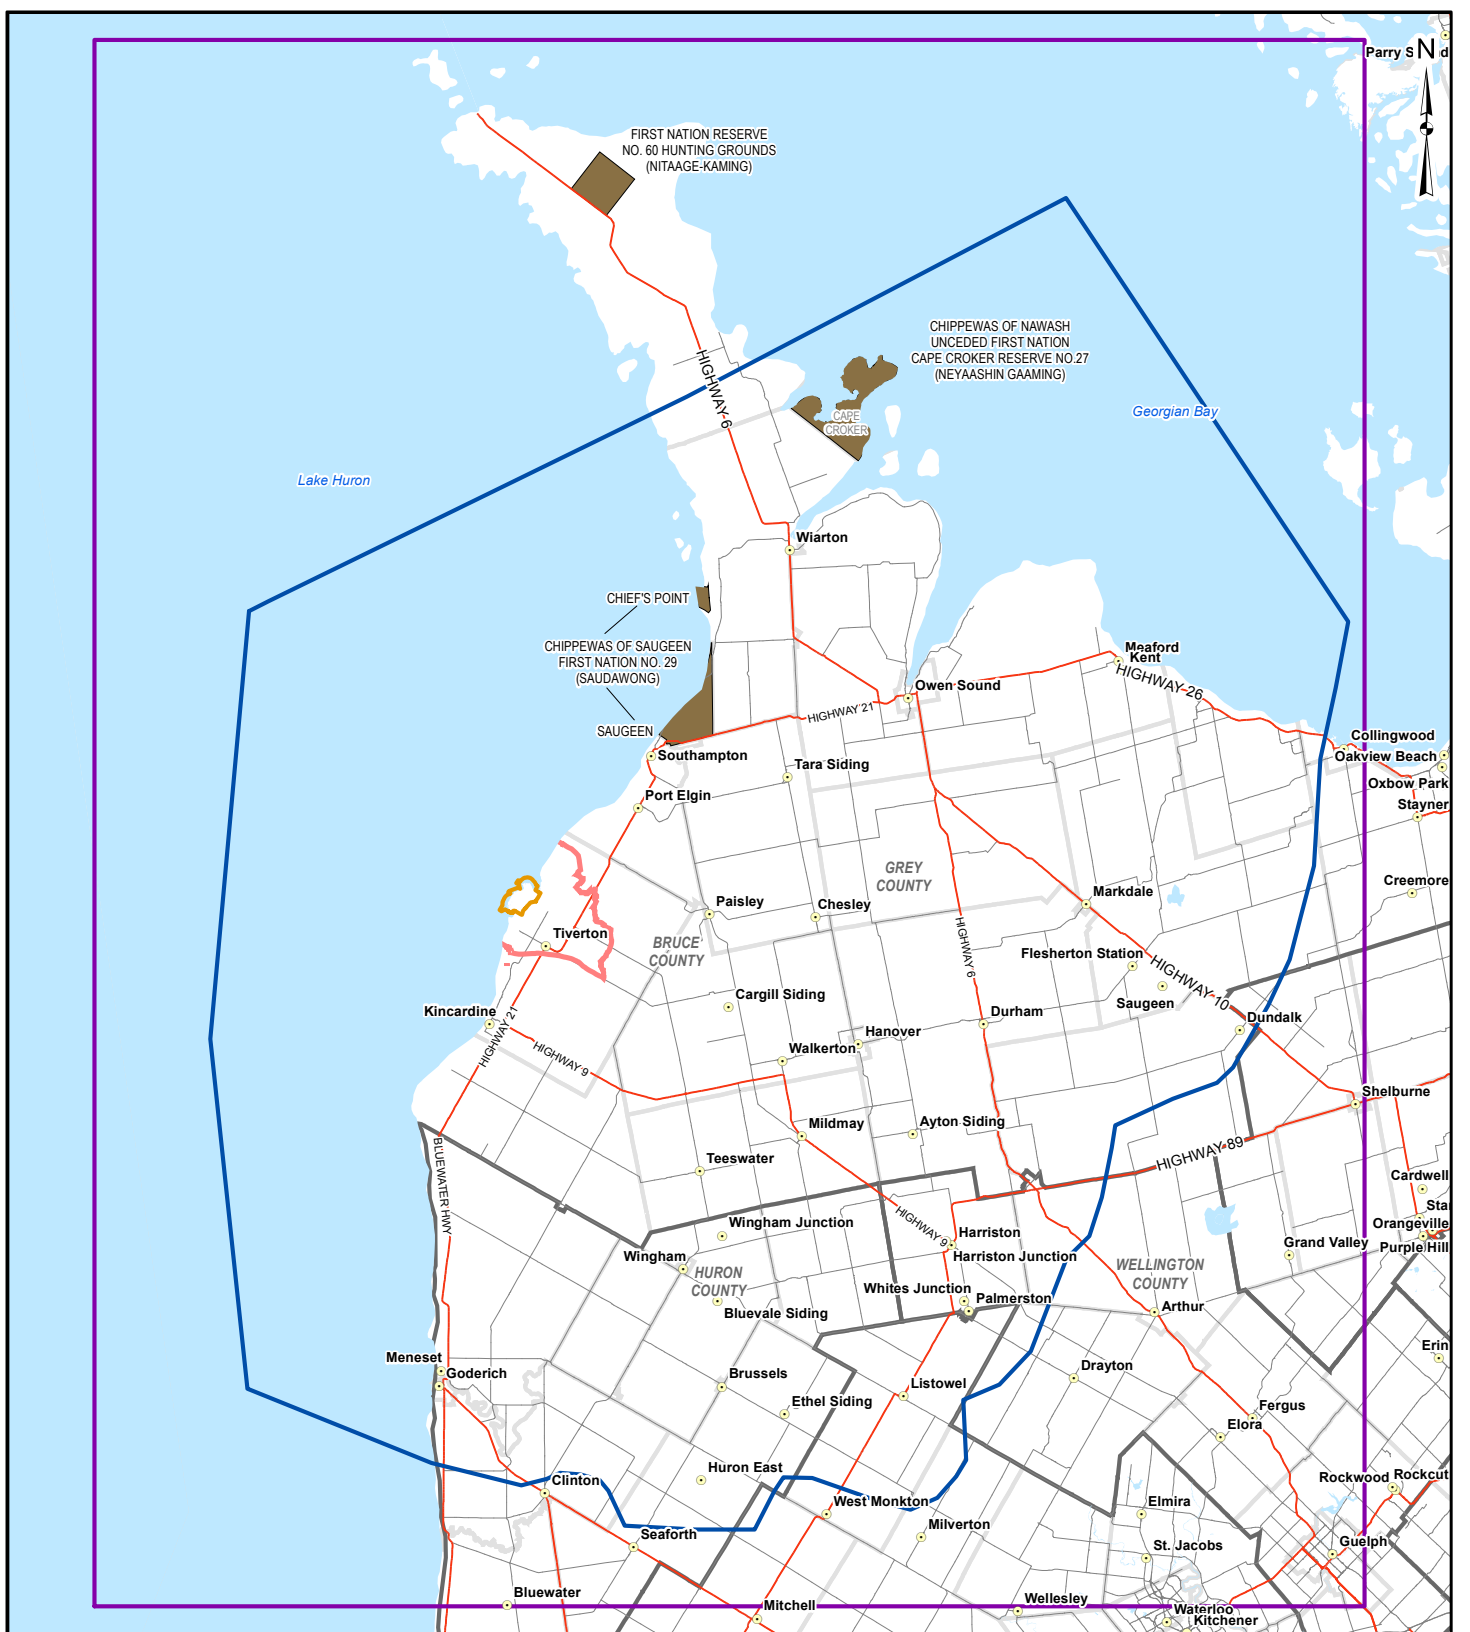 Parry S
d
N
FIRST NATION RESERVE
NO. 60 HUNTING GROUNDS
(NITAAGE-KAMING)
CHIPPEWAS OF NAWASH
UNCEDED FIRST NATION
CAPE CROKER RESERVE NO.27
(NEYAASHIN GAAMING)
HIGHWAY 6
CAPE
CROKER
Georgian Bay
Lake Huron
Wiarton
CHIEF'S POINT
CHIPPEWAS OF SAUGEEN
FIRST NATION NO. 29
(SAUDAWONG)
SAUGEEN
Meaford
Kent
HIGHWAY 26
Owen Sound
HIGHWAY 21
Collingwood
Oakview Beach
Oxbow Park
Stayner
Southampton
Tara Siding
Port Elgin
GREY
COUNTY
Creemore
Markdale
Paisley
Chesley
Tiverton
BRUCE
COUNTY
HIGHWAY 6
Flesherton Station
HIGHWAY 10
Saugeen
Cargill Siding
Kincardine
HIGHWAY 21
Durham
Dundalk
Hanover
HIGHWAY 9
Walkerton
Shelburne
Mildmay
Ayton Siding
HIGHWAY 89
BLUEWATER HWY
Teeswater
Cardwell
Star
Orangeville
Purple Hill
Wingham Junction
HIGHWAY 9
Harriston
Harriston Junction
Grand Valley
Wingham
HURON
COUNTY
WELLINGTON
COUNTY
Whites Junction
Palmerston
Arthur
Bluevale Siding
Meneset
Goderich
Erin
Brussels
Drayton
Listowel
Ethel Siding
Fergus
Elora
Huron East
Clinton
Rockwood
Rockcut
West Monkton
Elmira
Seaforth
Milverton
Guelph
St. Jacobs
Bluewater
Wellesley
Mitchell
Waterloo
Kitchener